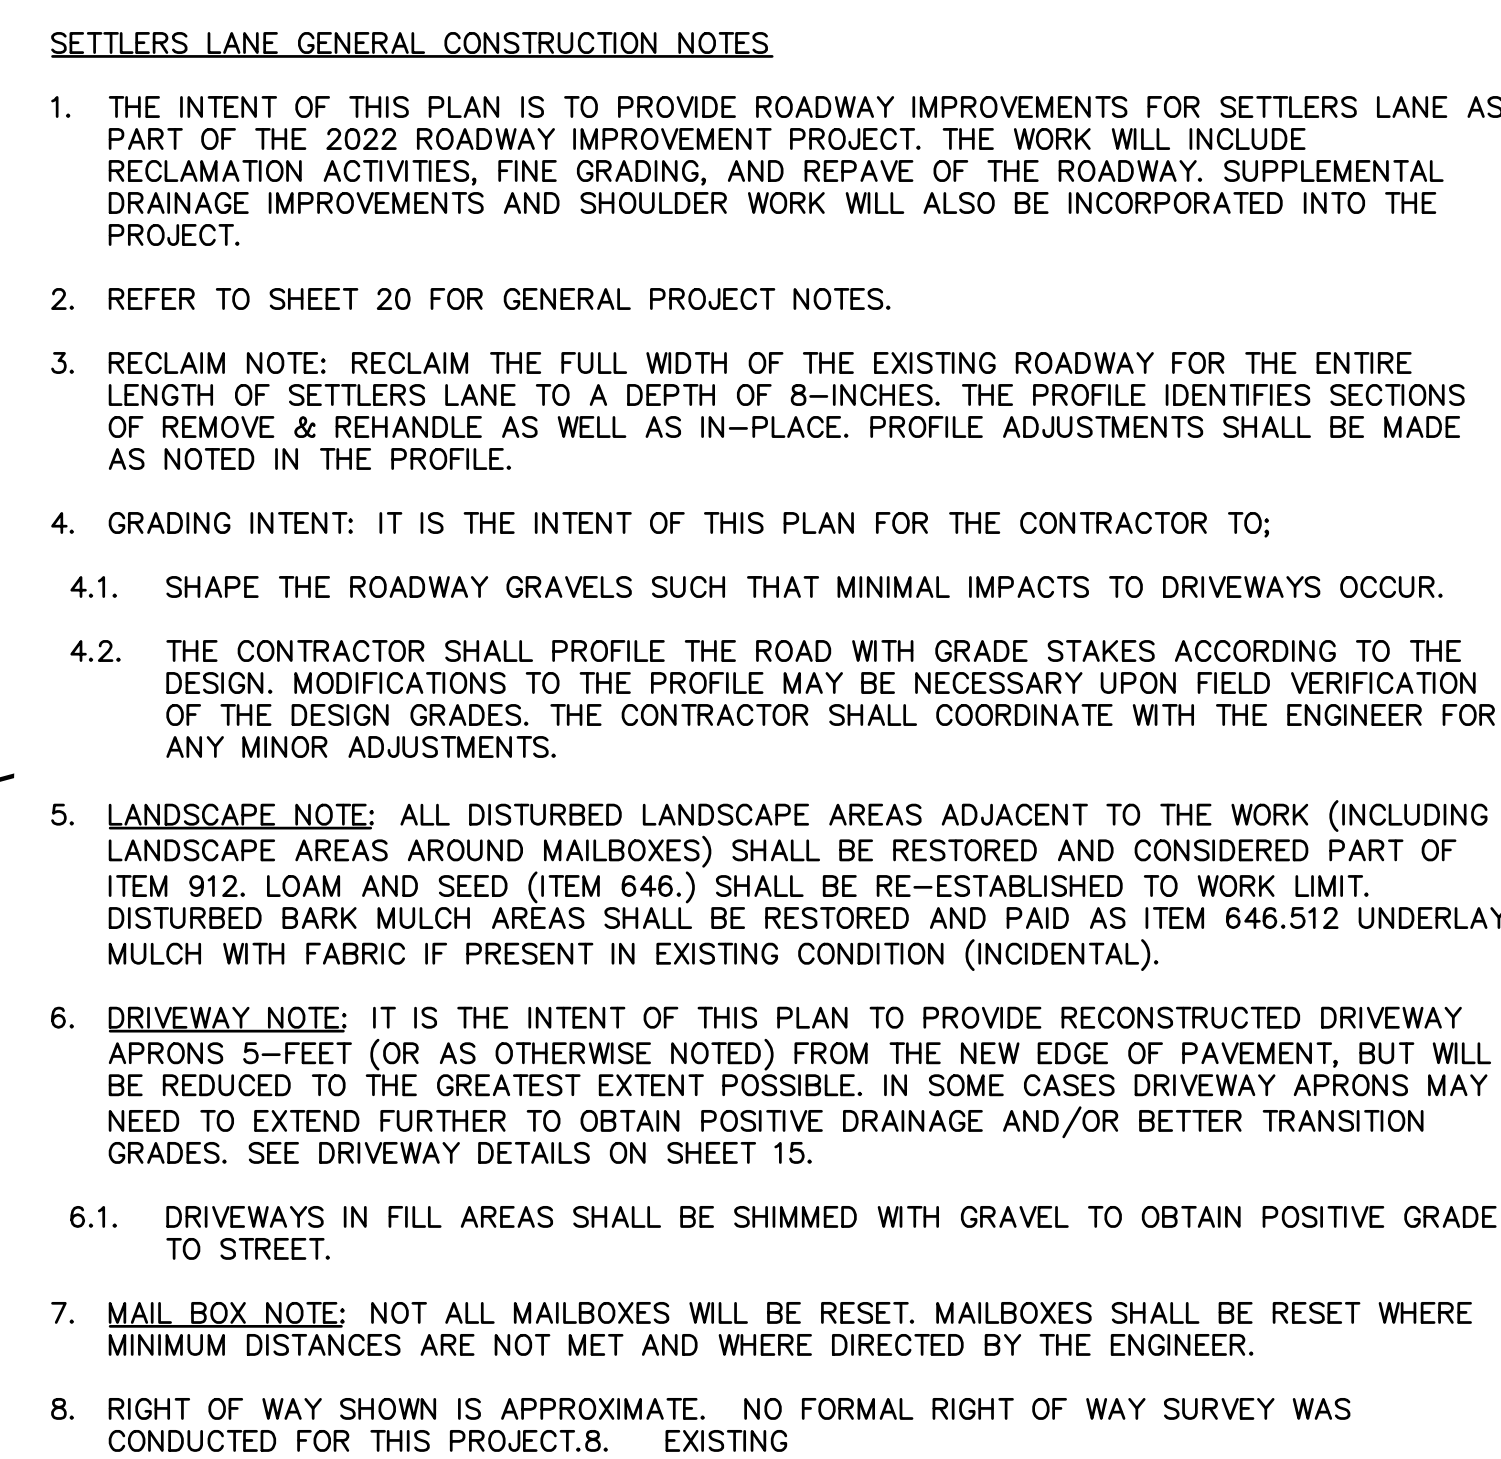 SETTLERS LANE GENERAL CONSTRUCTION NOTES
1. THE INTENT OF THIS PLAN IS TO PROVIDE ROADWAY IMPROVEMENTS FOR SETTLERS LANE AS
PART OF THE 2022 ROADWAY IMPROVEMENT PROJECT. THE WORK WILL INCLUDE
RECLAMATION ACTIVITIES, FINE GRADING, AND REPAVE OF THE ROADWAY. SUPPLEMENTAL
DRAINAGE IMPROVEMENTS AND SHOULDER WORK WILL ALSO BE INCORPORATED INTO THE
PROJECT.
2. REFER TO SHEET 20 FOR GENERAL PROJECT NOTES.
3. RECLAIM NOTE: RECLAIM THE FULL WIDTH OF THE EXISTING ROADWAY FOR THE ENTIRE
LENGTH OF SETTLERS LANE TO A DEPTH OF 8-INCHES. THE PROFILE IDENTIFIES SECTIONS
OF REMOVE & REHANDLE AS WELL AS IN-PLACE. PROFILE ADJUSTMENTS SHALL BE MADE
AS NOTED IN THE PROFILE.
4. GRADING INTENT: IT IS THE INTENT OF THIS PLAN FOR THE CONTRACTOR TO;
4.1. SHAPE THE ROADWAY GRAVELS SUCH THAT MINIMAL IMPACTS TO DRIVEWAYS OCCUR.
4.2. THE CONTRACTOR SHALL PROFILE THE ROAD WITH GRADE STAKES ACCORDING TO THE
DESIGN. MODIFICATIONS TO THE PROFILE MAY BE NECESSARY UPON FIELD VERIFICATION
OF THE DESIGN GRADES. THE CONTRACTOR SHALL COORDINATE WITH THE ENGINEER FOR
ANY MINOR ADJUSTMENTS.
5. LANDSCAPE NOTE: ALL DISTURBED LANDSCAPE AREAS ADJACENT TO THE WORK (INCLUDING
LANDSCAPE AREAS AROUND MAILBOXES) SHALL BE RESTORED AND CONSIDERED PART OF
ITEM 912. LOAM AND SEED (ITEM 646.) SHALL BE RE-ESTABLISHED TO WORK LIMIT.
DISTURBED BARK MULCH AREAS SHALL BE RESTORED AND PAID AS ITEM 646.512 UNDERLAY
MULCH WITH FABRIC IF PRESENT IN EXISTING CONDITION (INCIDENTAL).
6. DRIVEWAY NOTE: IT IS THE INTENT OF THIS PLAN TO PROVIDE RECONSTRUCTED DRIVEWAY
APRONS 5-FEET (OR AS OTHERWISE NOTED) FROM THE NEW EDGE OF PAVEMENT, BUT WILL
BE REDUCED TO THE GREATEST EXTENT POSSIBLE. IN SOME CASES DRIVEWAY APRONS MAY
NEED TO EXTEND FURTHER TO OBTAIN POSITIVE DRAINAGE AND/OR BETTER TRANSITION
GRADES. SEE DRIVEWAY DETAILS ON SHEET 15.
6.1. DRIVEWAYS IN FILL AREAS SHALL BE SHIMMED WITH GRAVEL TO OBTAIN POSITIVE GRADE
TO STREET.
7. MAIL BOX NOTE: NOT ALL MAILBOXES WILL BE RESET. MAILBOXES SHALL BE RESET WHERE
MINIMUM DISTANCES ARE NOT MET AND WHERE DIRECTED BY THE ENGINEER.
8. RIGHT OF WAY SHOWN IS APPROXIMATE. NO FORMAL RIGHT OF WAY SURVEY WAS
CONDUCTED FOR THIS PROJECT.8. EXISTING